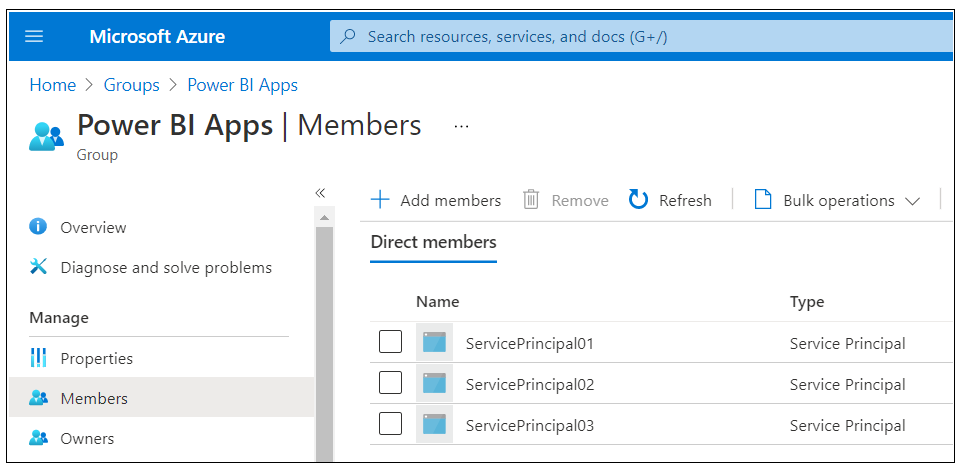 Microsoft Azure
Search resources, services, and docs (G+/)
Home > Groups > Power BI Apps
Power BI Apps | Members ...
Group
«
Overview
Diagnose and solve problems
Manage
Properties
Members
Owners
+ Add members Remove Refresh Bulk operations
Direct members
Name Type
ServicePrincipal01 Service Principal
ServicePrincipal02 Service Principal
ServicePrincipal03 Service Principal